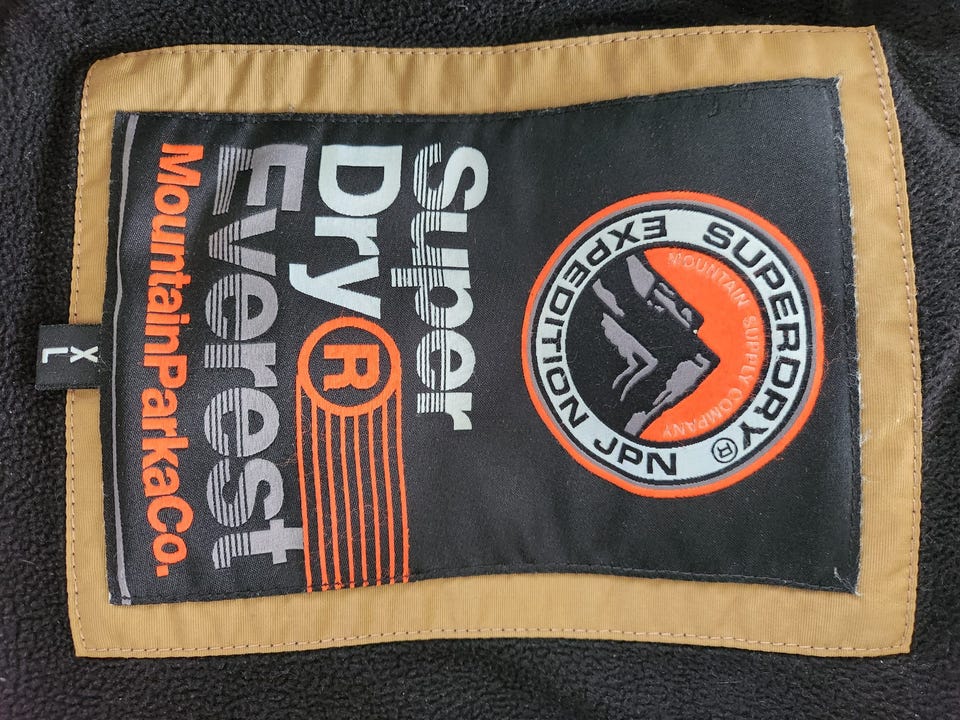 SUPERDRY®
EXPEDITION JPN
MOUNTAIN SUPPLY COMPANY
Super
Dry®
Everest
MountainParkaCo.
XL